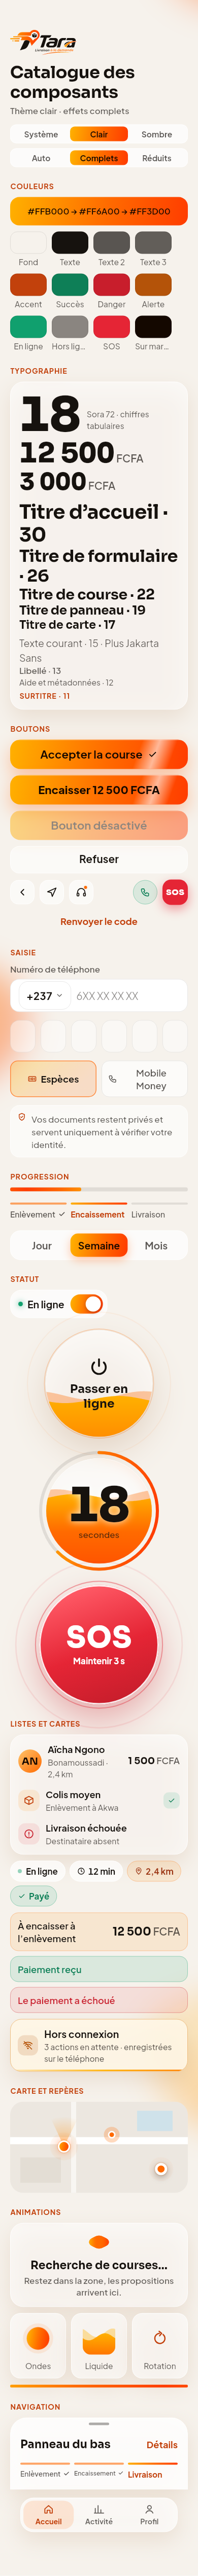 Tara
Catalogue des
composants
Thème clair · effets complets
Système Clair Sombre
Auto Complets Réduits
COULEURS
#FFB000 → #FF6A00 → #FF3D00
Fond Texte Texte 2 Texte 3
Accent Succès Danger Alerte
En ligne Hors lig... SOS Sur mar...
TYPOGRAPHIE
18 Sora 72 · chiffres
tabulaires
12 500 FCFA
3 000 FCFA
Titre d'accueil ·
30
Titre de formulaire
· 26
Titre de course · 22
Titre de panneau · 19
Titre de carte · 17
Texte courant · 15 · Plus Jakarta
Sans
Libellé · 13
Aide et métadonnées · 12
SURTITRE · 11
BOUTONS
Accepter la course
Encaisser 12 500 FCFA
Bouton désactivé
Refuser
SOS
Renvoyer le code
SAISIE
Numéro de téléphone
+237 6XX XX XX XX
Espèces
Mobile
Money
Vos documents restent privés et
servent uniquement à vérifier votre
identité.
PROGRESSION
Enlèvement Encaissement Livraison
Jour Semaine Mois
STATUT
En ligne
Passer en
ligne
18
secondes
SOS
Maintenir 3 s
LISTES ET CARTES
AN
Aïcha Ngono
Bonamoussadi ·
2,4 km
1 500 FCFA
Colis moyen
Enlèvement à Akwa
Livraison échouée
Destinataire absent
En ligne 12 min 2,4 km
Payé
À encaisser à
l'enlèvement
12 500 FCFA
Paiement reçu
Le paiement a échoué
Hors connexion
3 actions en attente · enregistrées
sur le téléphone
CARTE ET REPÈRES
ANIMATIONS
Recherche de courses...
Restez dans la zone, les propositions
arrivent ici.
Ondes Liquide Rotation
NAVIGATION
Panneau du bas Détails
Enlèvement Encaissement Livraison
Accueil Activité Profil